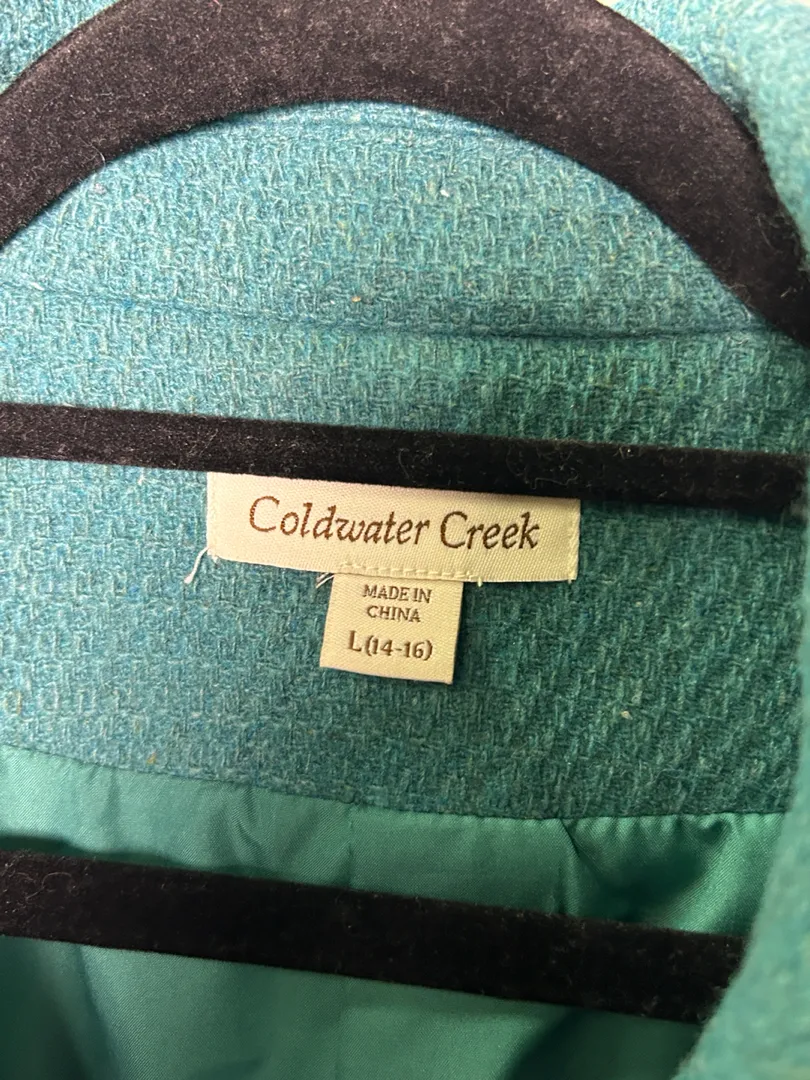 Coldwater Creek
MADE IN
CHINA
L(14-16)